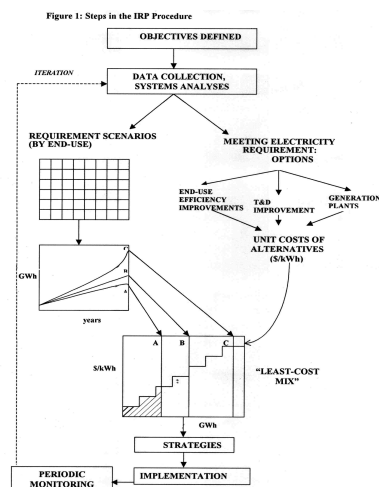 Figure 1: Steps in the IRP Procedure
OBJECTIVES DEFINED
ITERATION
DATA COLLECTION,
SYSTEMS ANALYSES
REQUIREMENT SCENARIOS
(BY END-USE)
MEETING ELECTRICITY
REQUIREMENT:
OPTIONS
END-USE
EFFICIENCY
IMPROVEMENTS
T&D
IMPROVEMENT
GENERATION
PLANTS
UNIT COSTS OF
ALTERNATIVES
($/kWh)
GWh
C
B
A
years
A B C
$/kWh
"LEAST-COST
MIX"
GWh
STRATEGIES
IMPLEMENTATION
PERIODIC
MONITORING